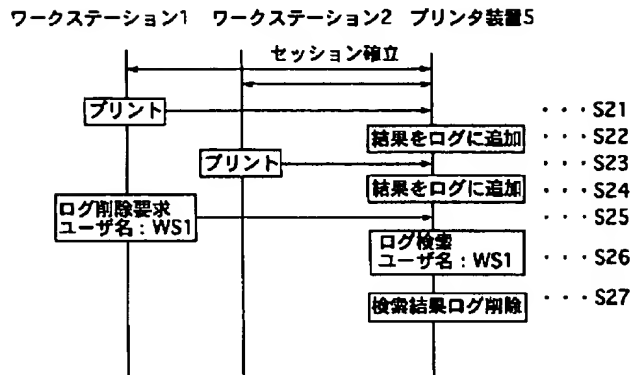 ワークステーション1 ワークステーション2 プリンタ装置5
セッション確立
プリント ・・・S21
結果をログに追加 ・・・S22
プリント ・・・S23
結果をログに追加 ・・・S24
ログ削除要求
ユーザ名:WS1 ・・・S25
ログ検索
ユーザ名:WS1 ・・・S26
検索結果ログ削除 ・・・S27